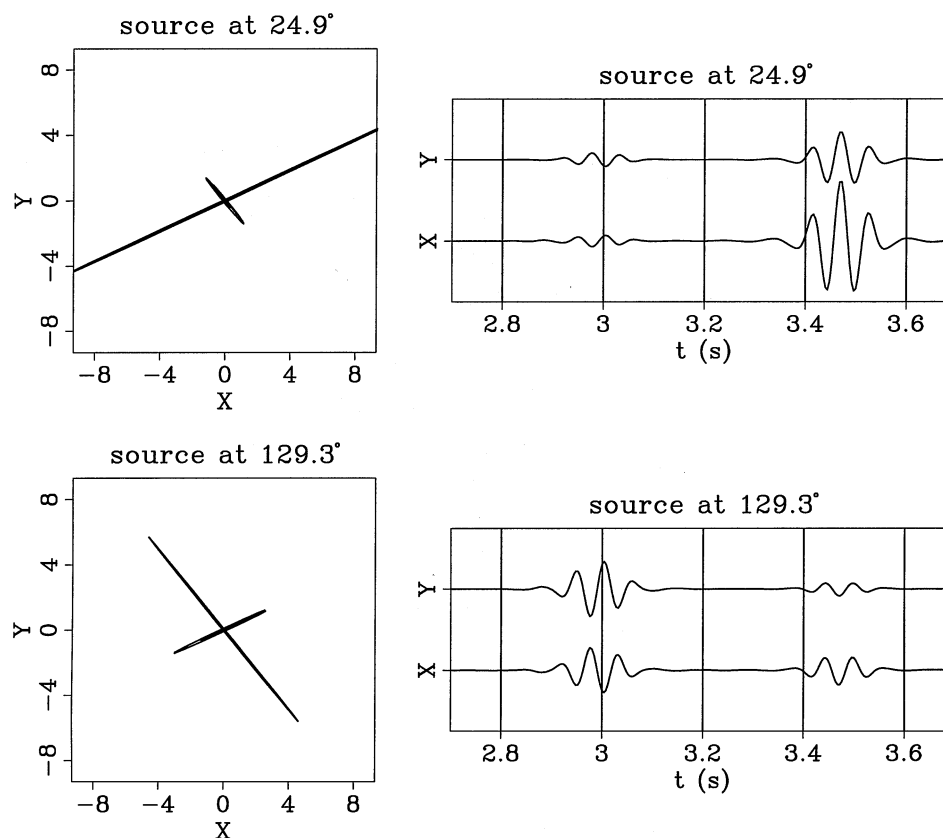 source at 24.9°
8
4
0
−4
−8
Y
−8 −4 0 4 8
X
source at 24.9°
Y
X
2.8 3 3.2 3.4 3.6
t (s)
source at 129.3°
8
4
0
−4
−8
Y
−8 −4 0 4 8
X
source at 129.3°
Y
X
2.8 3 3.2 3.4 3.6
t (s)